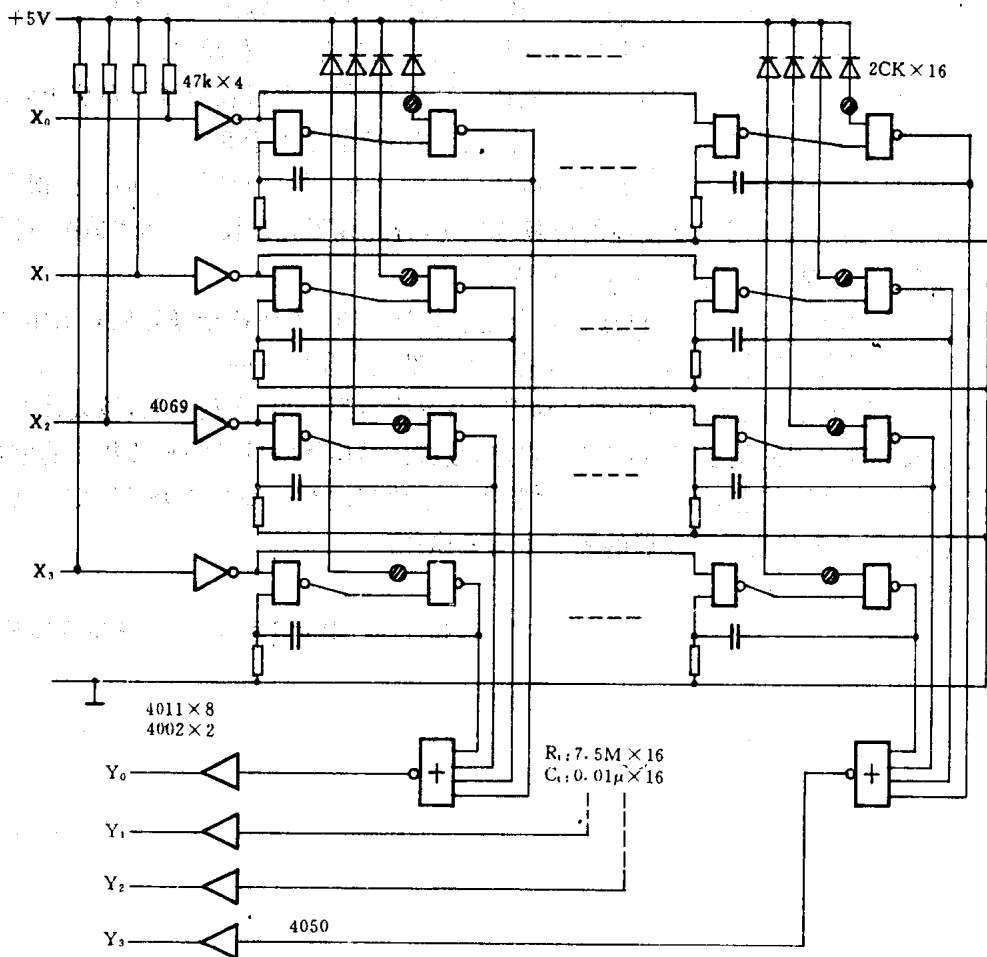 +5V
47k×4
2CK×16
X₀
X₁
4069
X₂
X₃
4011×8
4002×2
R₁:7.5M×16
C₁:0.01μ×16
+
+
Y₀
Y₁
Y₂
4050
Y₃